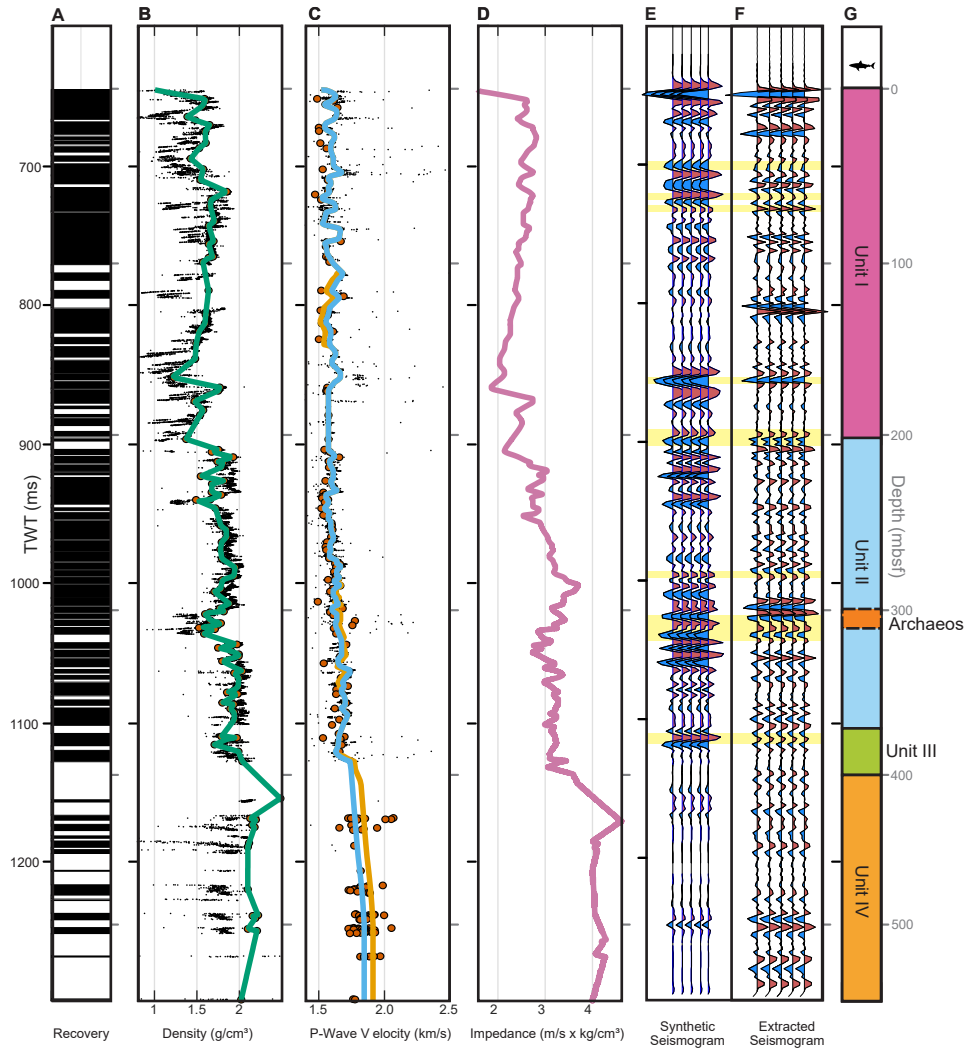 A B C D E F G
0
700
Unit I
100
800
200
900
TWT (ms)
Depth (mbsf)
Unit II
1000
300
Archaeos
1100
Unit III
400
1200
Unit IV
500
1 1.5 2
1.5 2.0 2.5
2 3 4
Recovery
Density (g/cm³)
P-Wave V elocity (km/s)
Impedance (m/s x kg/cm³)
Synthetic
Seismogram
Extracted
Seismogram